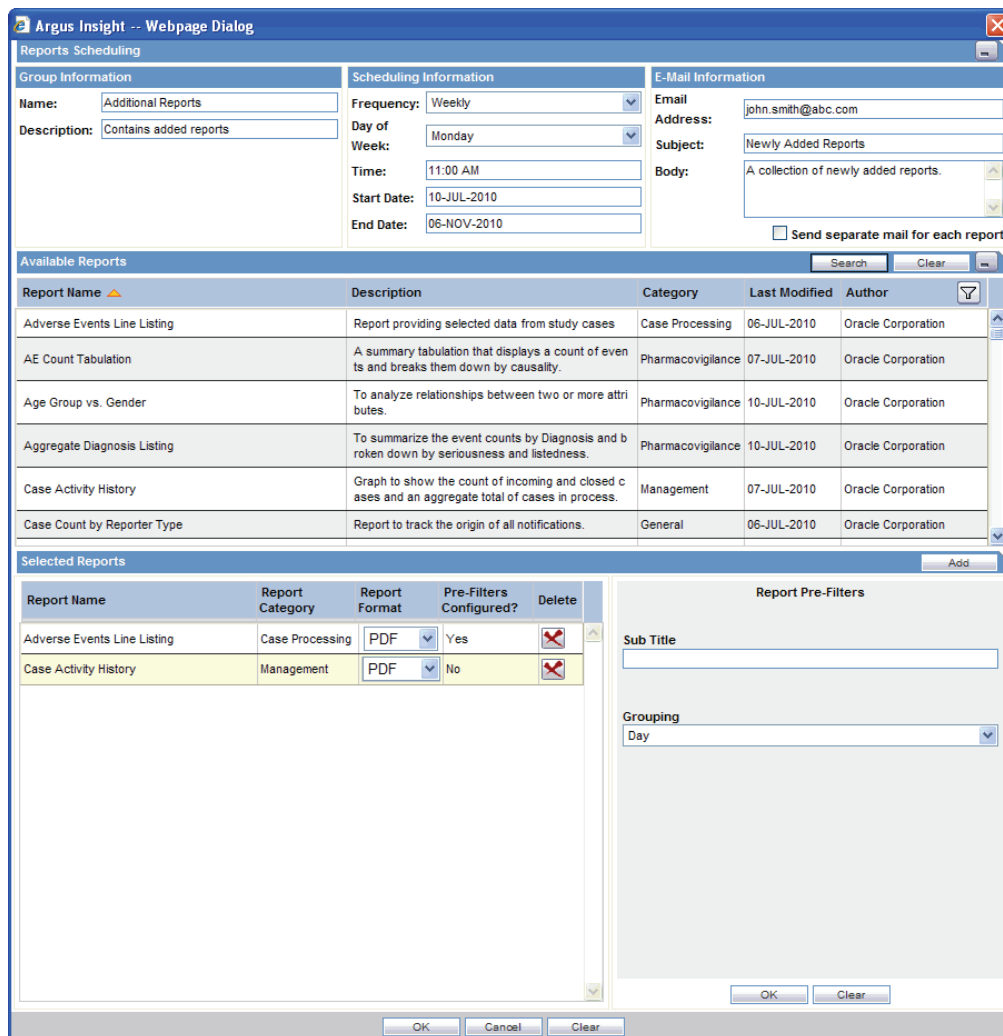 Argus Insight -- Webpage Dialog
Reports Scheduling
Group Information
Name: Additional Reports
Description: Contains added reports
Scheduling Information
Frequency: Weekly
Day of
Week: Monday
Time: 11:00 AM
Start Date: 10-JUL-2010
End Date: 06-NOV-2010
E-Mail Information
Email
Address: john.smith@abc.com
Subject: Newly Added Reports
Body: A collection of newly added reports.
Send separate mail for each report
Available Reports Search Clear
Report Name Description Category Last Modified Author
Adverse Events Line Listing Report providing selected data from study cases Case Processing 06-JUL-2010 Oracle Corporation
AE Count Tabulation A summary tabulation that displays a count of even
ts and breaks them down by causality. Pharmacovigilance 07-JUL-2010 Oracle Corporation
Age Group vs. Gender To analyze relationships between two or more attri
butes. Pharmacovigilance 10-JUL-2010 Oracle Corporation
Aggregate Diagnosis Listing To summarize the event counts by Diagnosis and b
roken down by seriousness and listedness. Pharmacovigilance 10-JUL-2010 Oracle Corporation
Case Activity History Graph to show the count of incoming and closed c
ases and an aggregate total of cases in process. Management 07-JUL-2010 Oracle Corporation
Case Count by Reporter Type Report to track the origin of all notifications. General 06-JUL-2010 Oracle Corporation
Selected Reports Add
Report Name Report
Category Report
Format Pre-Filters
Configured? Delete
Adverse Events Line Listing Case Processing PDF Yes
Case Activity History Management PDF No
Report Pre-Filters
Sub Title
Grouping
Day
OK Clear
OK Cancel Clear